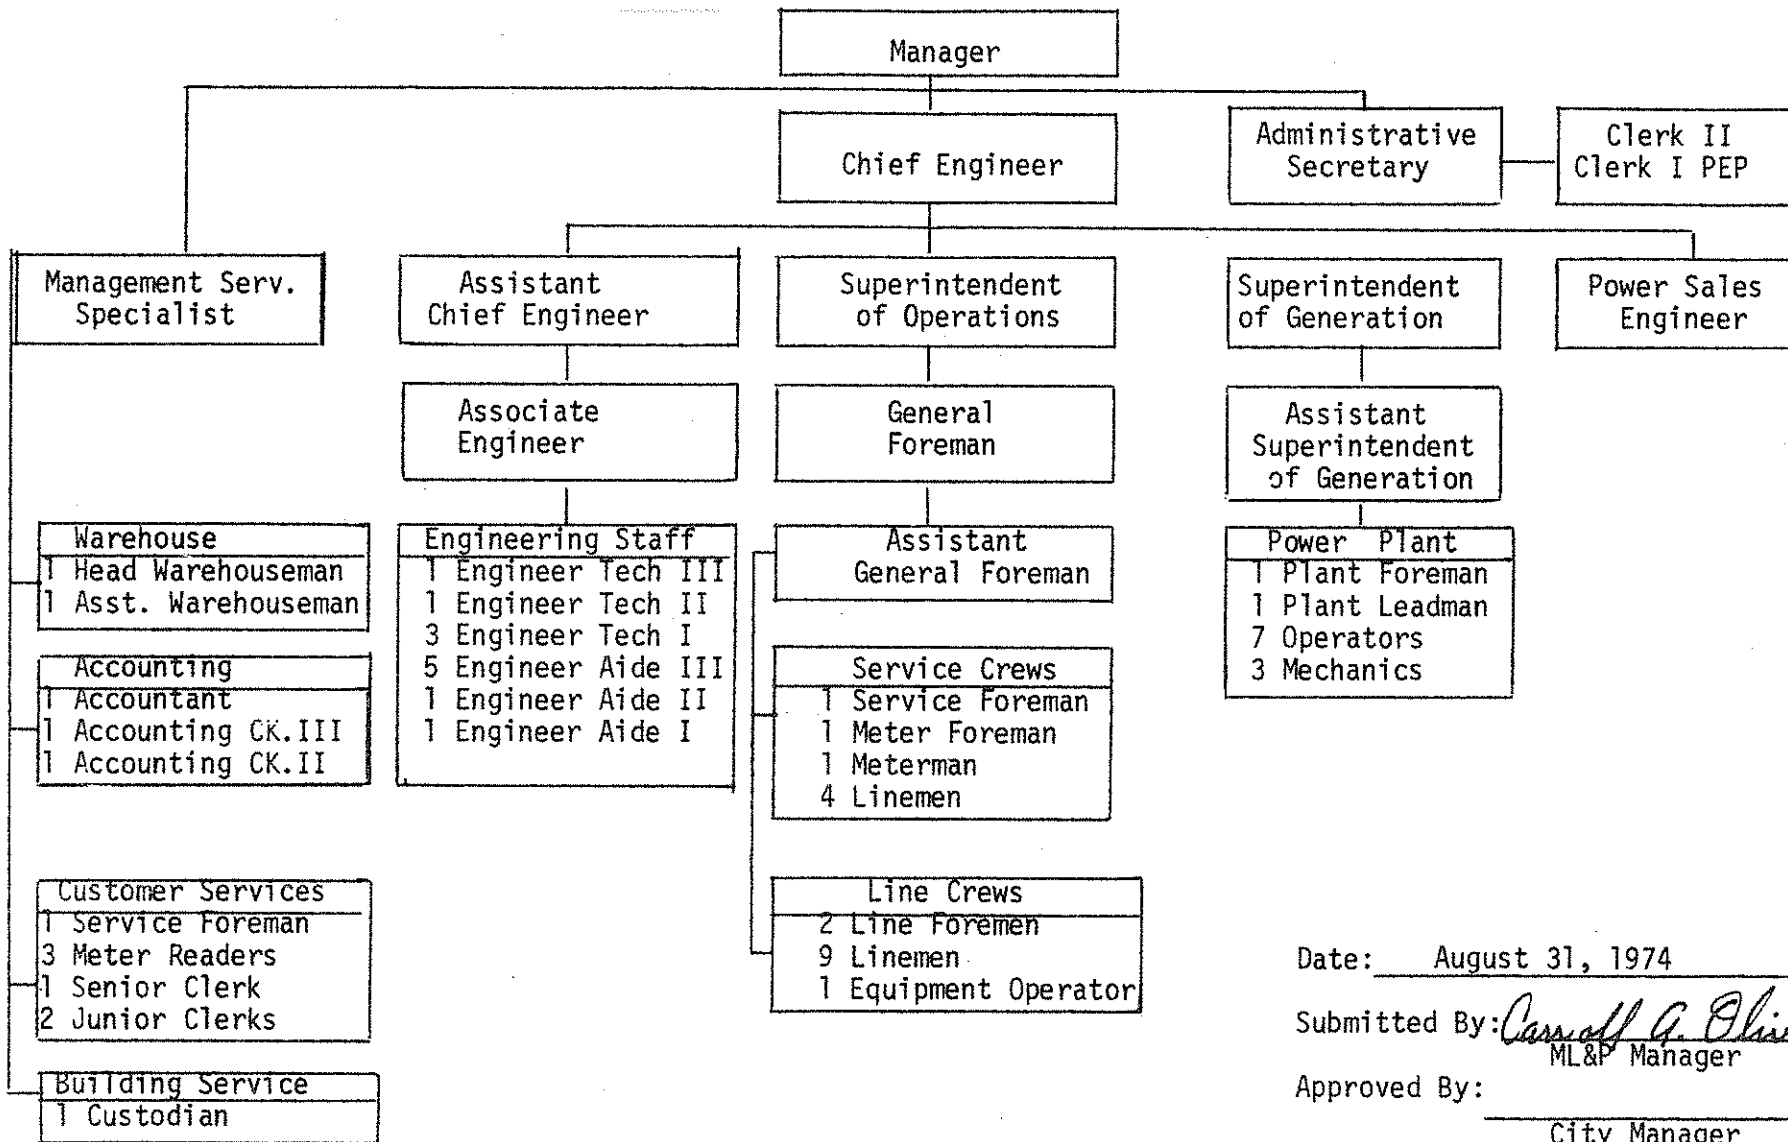 Manager
Chief Engineer
Administrative
Secretary
Clerk II
Clerk I PEP
Management Serv.
Specialist
Assistant
Chief Engineer
Superintendent
of Operations
Superintendent
of Generation
Power Sales
Engineer
Associate
Engineer
General
Foreman
Assistant
Superintendent
of Generation
Warehouse
1 Head Warehouseman
1 Asst. Warehouseman
Accounting
1 Accountant
1 Accounting CK.III
1 Accounting CK.II
Customer Services
1 Service Foreman
3 Meter Readers
1 Senior Clerk
2 Junior Clerks
Building Service
1 Custodian
Engineering Staff
1 Engineer Tech III
1 Engineer Tech II
3 Engineer Tech I
5 Engineer Aide III
1 Engineer Aide II
1 Engineer Aide I
Assistant
General Foreman
Service Crews
1 Service Foreman
1 Meter Foreman
1 Meterman
4 Linemen
Line Crews
2 Line Foremen
9 Linemen
1 Equipment Operator
Power Plant
1 Plant Foreman
1 Plant Leadman
7 Operators
3 Mechanics
Date: August 31, 1974
Submitted By:
ML&P Manager
Approved By:
City Manager